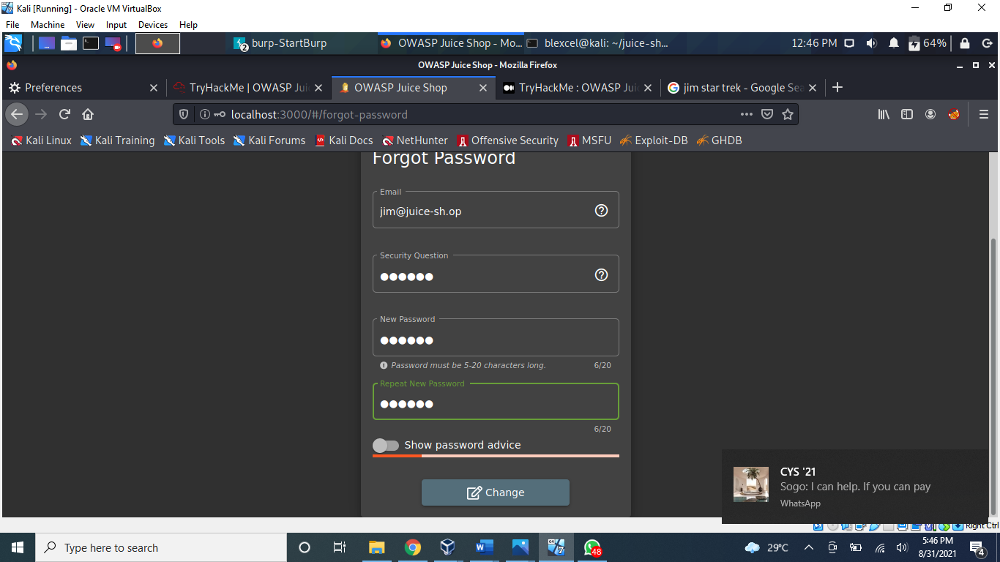 Kali [Running] - Oracle VM VirtualBox
File Machine View Input Devices Help
2 burp-StartBurp OWASP Juice Shop - Mo... blexcel@kali: ~/juice-sh... 12:46 PM 64%
OWASP Juice Shop - Mozilla Firefox
Preferences TryHackMe | OWASP Juic OWASP Juice Shop TryHackMe : OWASP Juic jim star trek - Google Sea
localhost:3000/#/forgot-password
Kali Linux Kali Training Kali Tools Kali Forums Kali Docs NetHunter Offensive Security MSFU Exploit-DB GHDB
Forgot Password
Email
jim@juice-sh.op
Security Question
●●●●●●
New Password
●●●●●●
Password must be 5-20 characters long. 6/20
Repeat New Password
●●●●●●
6/20
Show password advice
Change
CYS '21
Sogo: I can help. If you can pay
WhatsApp
Right Ctrl
Type here to search
48
29°C
5:46 PM
8/31/2021
4